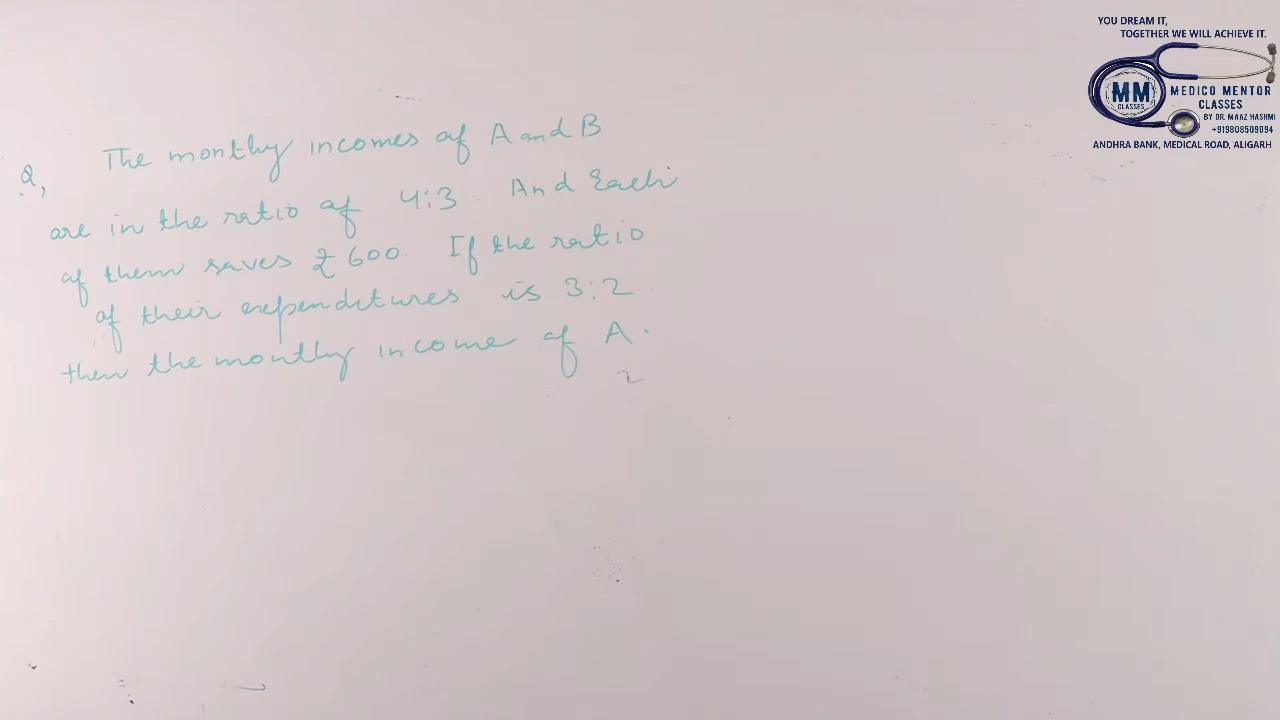 YOU DREAM IT,
TOGETHER WE WILL ACHIEVE IT.
MM
CLASSES
MEDICO MENTOR
CLASSES
BY DR. MAAZ HASHMI
+919808509094
ANDHRA BANK, MEDICAL ROAD, ALIGARH
Q, The monthy incomes of A and B
are in the ratio of 4:3. And Each
of them saves ₹ 600. If the ratio
of their expenditures is 3:2.
then the monthy income of A.